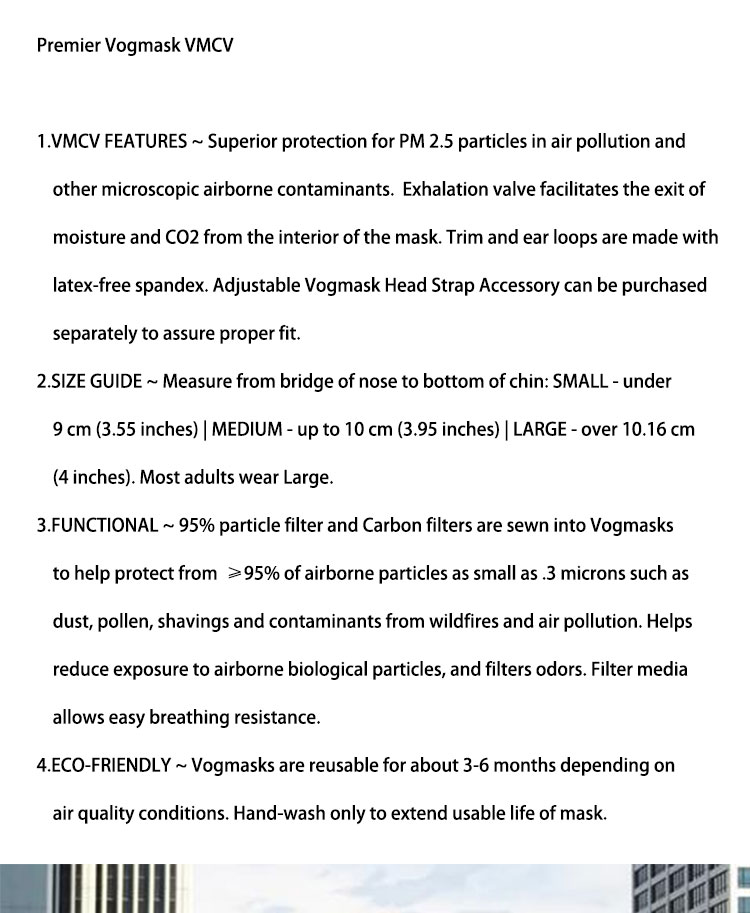 Premier Vogmask VMCV
1.VMCV FEATURES ~ Superior protection for PM 2.5 particles in air pollution and
other microscopic airborne contaminants.  Exhalation valve facilitates the exit of
moisture and CO2 from the interior of the mask. Trim and ear loops are made with
latex-free spandex. Adjustable Vogmask Head Strap Accessory can be purchased
separately to assure proper fit.
2.SIZE GUIDE ~ Measure from bridge of nose to bottom of chin: SMALL - under
9 cm (3.55 inches) | MEDIUM - up to 10 cm (3.95 inches) | LARGE - over 10.16 cm
(4 inches). Most adults wear Large.
3.FUNCTIONAL ~ 95% particle filter and Carbon filters are sewn into Vogmasks
to help protect from  ⩾95% of airborne particles as small as .3 microns such as
dust, pollen, shavings and contaminants from wildfires and air pollution. Helps
reduce exposure to airborne biological particles, and filters odors. Filter media
allows easy breathing resistance.
4.ECO-FRIENDLY ~ Vogmasks are reusable for about 3-6 months depending on
air quality conditions. Hand-wash only to extend usable life of mask.